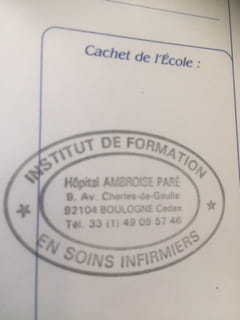 Cachet de l'École :
INSTITUT DE FORMATION
Hôpital AMBROISE PARÉ
9, Av. Charles-de-Gaulle
92104 BOULOGNE Cedex
Tél. 33 (1) 49 09 57 46
EN SOINS INFIRMIERS